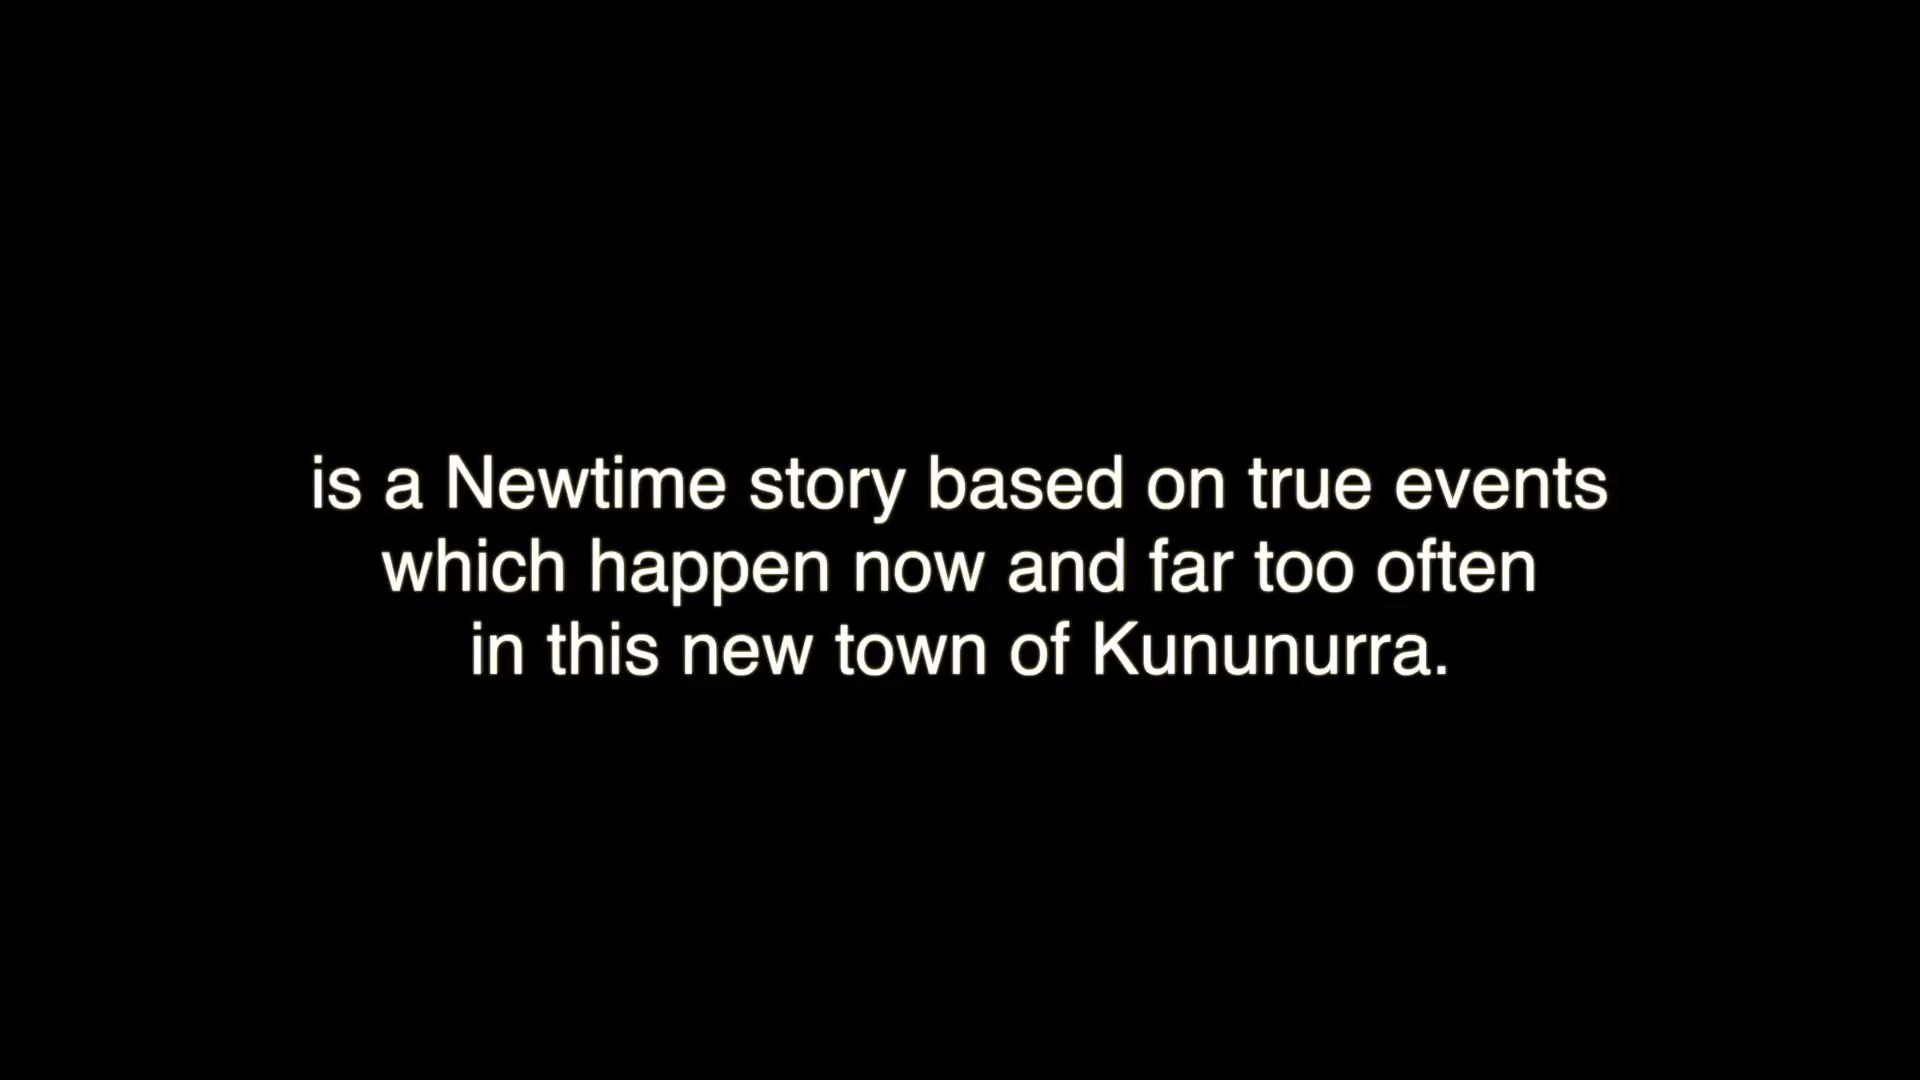 is a Newtime story based on true events
which happen now and far too often
in this new town of Kununurra.